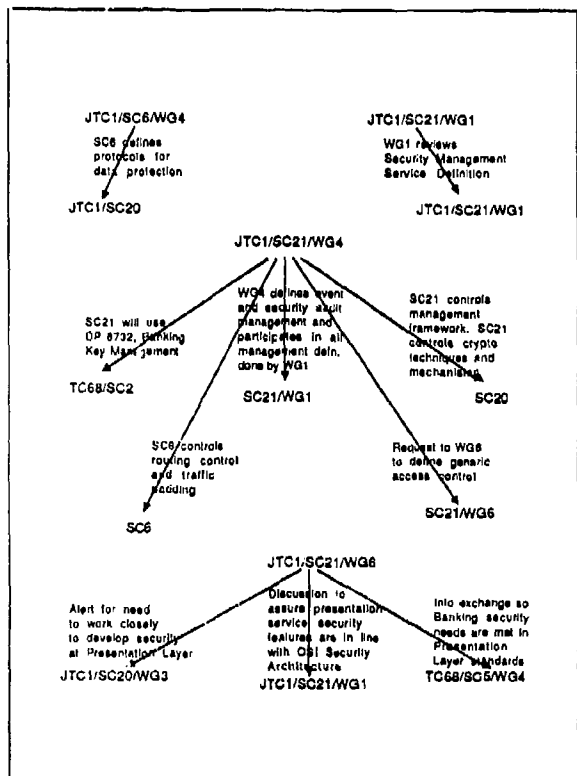 JTC1/SC6/WG4
SC6 defines
protocols for
data protection
JTC1/SC20
JTC1/SC21/WG1
WG1 reviews
Security Management
Service Definition
JTC1/SC21/WG1
JTC1/SC21/WG4
SC21 will use
DP 8732, Banking
Key Management
TC68/SC2
WG4 defines event
and security audit
management and
participates in all
management defn.
done by WG1
SC21/WG1
SC21 controls
management
framework. SC21
controls crypto
techniques and
mechanisms
SC20
SC6 controls
routing control
and traffic
padding
SC6
Request to WG6
to define generic
access control
SC21/WG6
JTC1/SC21/WG6
Alert for need
to work closely
to develop security
at Presentation Layer
JTC1/SC20/WG3
Discussion to
assure presentation
service security
features are in line
with OSI Security
Architecture
JTC1/SC21/WG1
Info exchange so
Banking security
needs are met in
Presentation
Layer standards
TC68/SC5/WG4